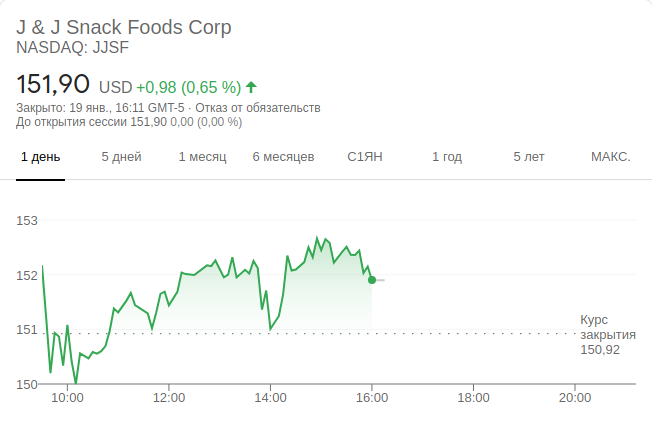 J & J Snack Foods Corp
NASDAQ: JJSF
151,90 USD +0,98 (0,65 %)
Закрыто: 19 янв., 16:11 GMT-5 · Отказ от обязательств
До открытия сессии 151,90 0,00 (0,00 %)
1 день 5 дней 1 месяц 6 месяцев С1ЯН 1 год 5 лет МАКС.
153
152
151
150
Курс
закрытия
150,92
10:00 12:00 14:00 16:00 18:00 20:00